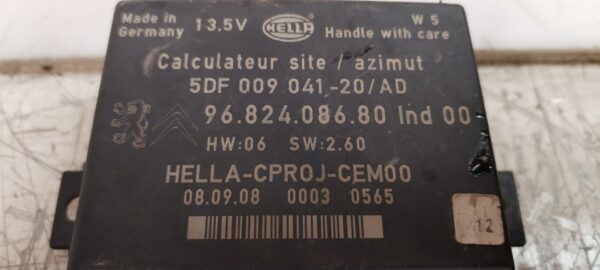 Made in Germany 13.5V HELLA W 5 Handle with care
Calculateur site / azimut
5DF 009 041-20/AD
96.824.086.80 Ind 00
HW:06 SW:2.60
HELLA-CPROJ-CEM00
08.09.08 0003 0565
12